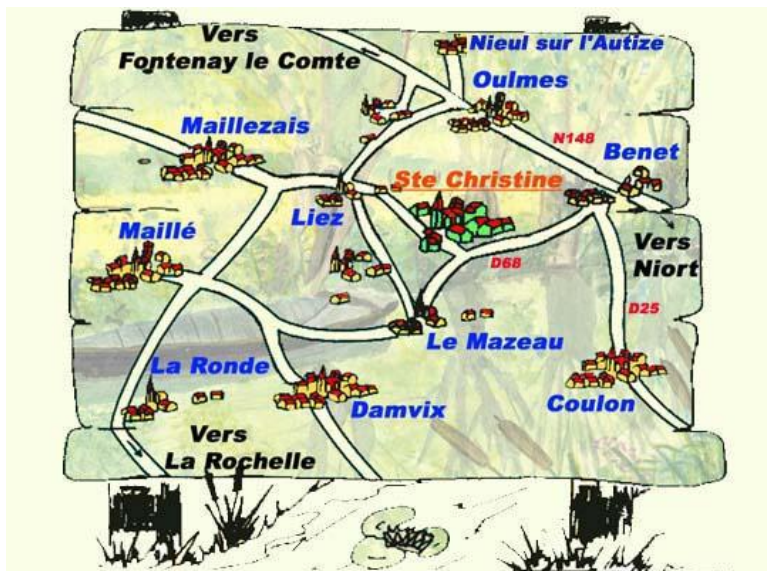 Vers
Fontenay le Comte
Nieul sur l'Autize
Oulmes
Maillezais
N148
Benet
Ste Christine
Liez
Maillé
Vers
Niort
D68
D25
Le Mazeau
La Ronde
Damvix
Coulon
Vers
La Rochelle